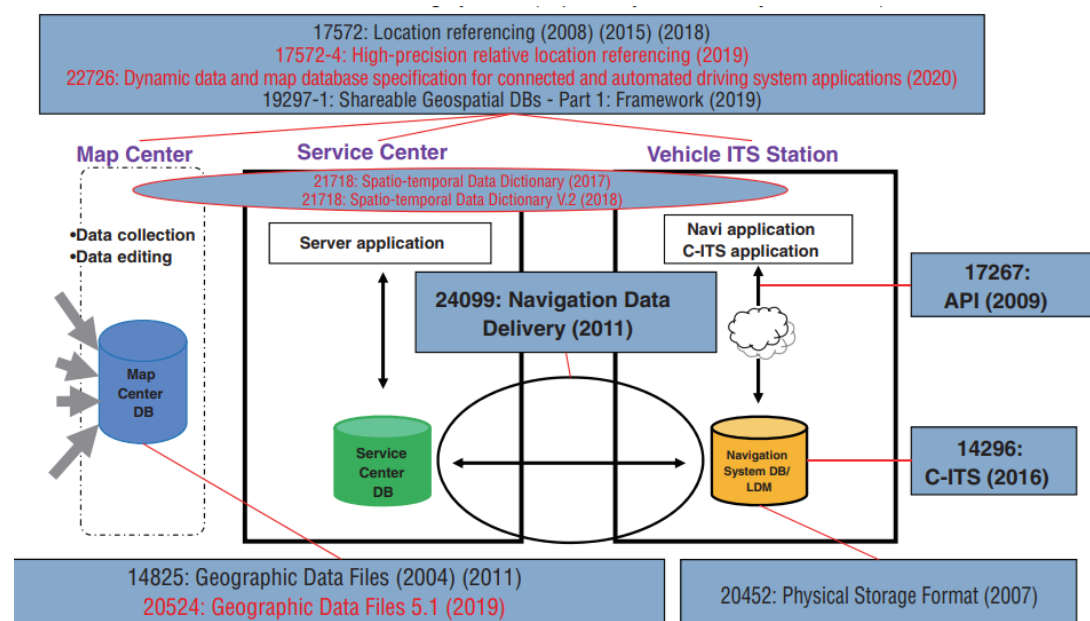 17572: Location referencing (2008) (2015) (2018)
17572-4: High-precision relative location referencing (2019)
22726: Dynamic data and map database specification for connected and automated driving system applications (2020)
19297-1: Shareable Geospatial DBs - Part 1: Framework (2019)
Map Center
Service Center
Vehicle ITS Station
21718: Spatio-temporal Data Dictionary (2017)
21718: Spatio-temporal Data Dictionary V.2 (2018)
•Data collection
•Data editing
Server application
Navi application
C-ITS application
24099: Navigation Data
Delivery (2011)
17267:
API (2009)
Map
Center
DB
Service
Center
DB
Navigation
System DB/
LDM
14296:
C-ITS (2016)
14825: Geographic Data Files (2004) (2011)
20524: Geographic Data Files 5.1 (2019)
20452: Physical Storage Format (2007)